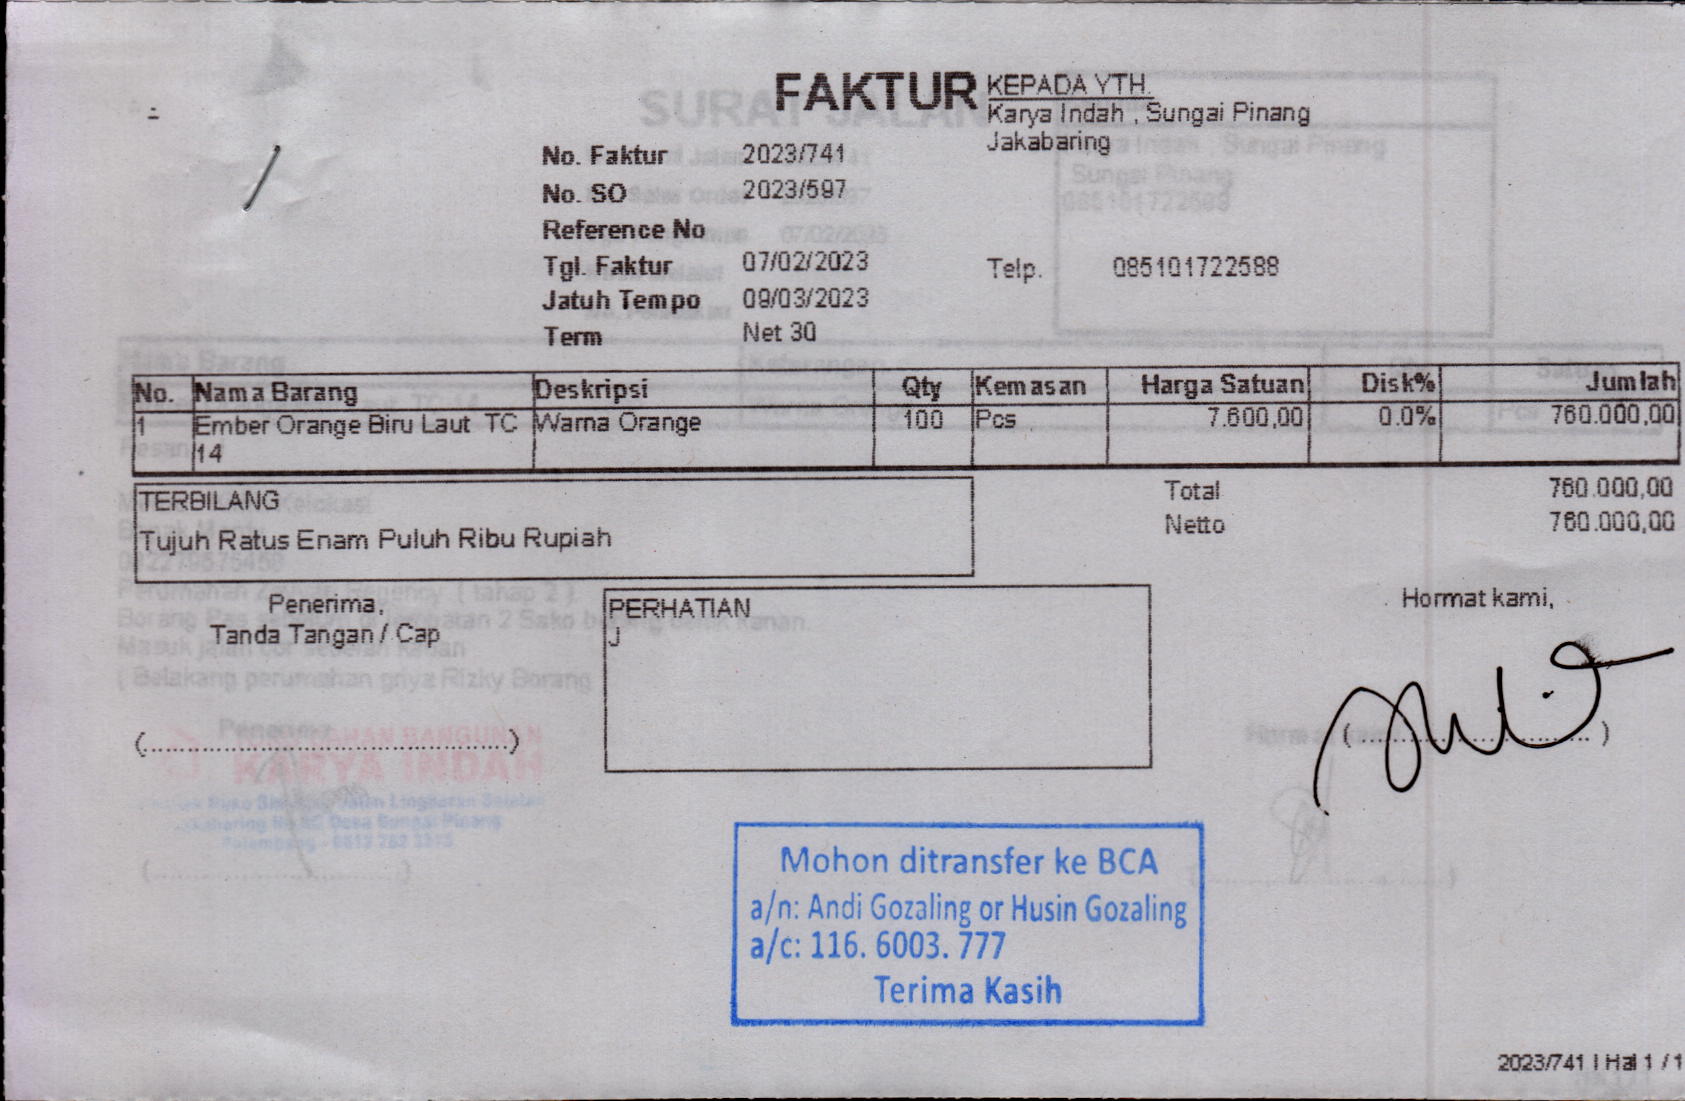 FAKTUR
KEPADA YTH.
Karya Indah , Sungai Pinang
Jakabaring
No. Faktur 2023/741
No. SO 2023/597
Reference No
Tgl. Faktur 07/02/2023
Telp. 085101722588
Jatuh Tempo 09/03/2023
Term Net 30
No. Nama Barang Deskripsi Qty Kemasan Harga Satuan Disk% Jumlah
1 Ember Orange Biru Laut TC Warna Orange 100 Pcs 7.600,00 0.0% 760.000,00
14
TERBILANG
Tujuh Ratus Enam Puluh Ribu Rupiah
Total 760.000,00
Netto 760.000,00
Penerima,
Tanda Tangan / Cap
PERHATIAN
J
Hormat kami,
(................................................)
(................................)
Mohon ditransfer ke BCA
a/n: Andi Gozaling or Husin Gozaling
a/c: 116. 6003. 777
Terima Kasih
2023/741 | Hal 1 / 1
SURAT JALAN
KARYA INDAH